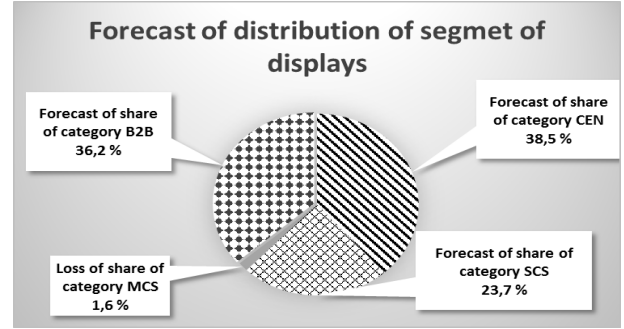 Forecast of distribution of segmet of
displays
Forecast of share
of category B2B
36,2 %
Forecast of share
of category CEN
38,5 %
Loss of share of
category MCS
1,6 %
Forecast of share of
category SCS
23,7 %